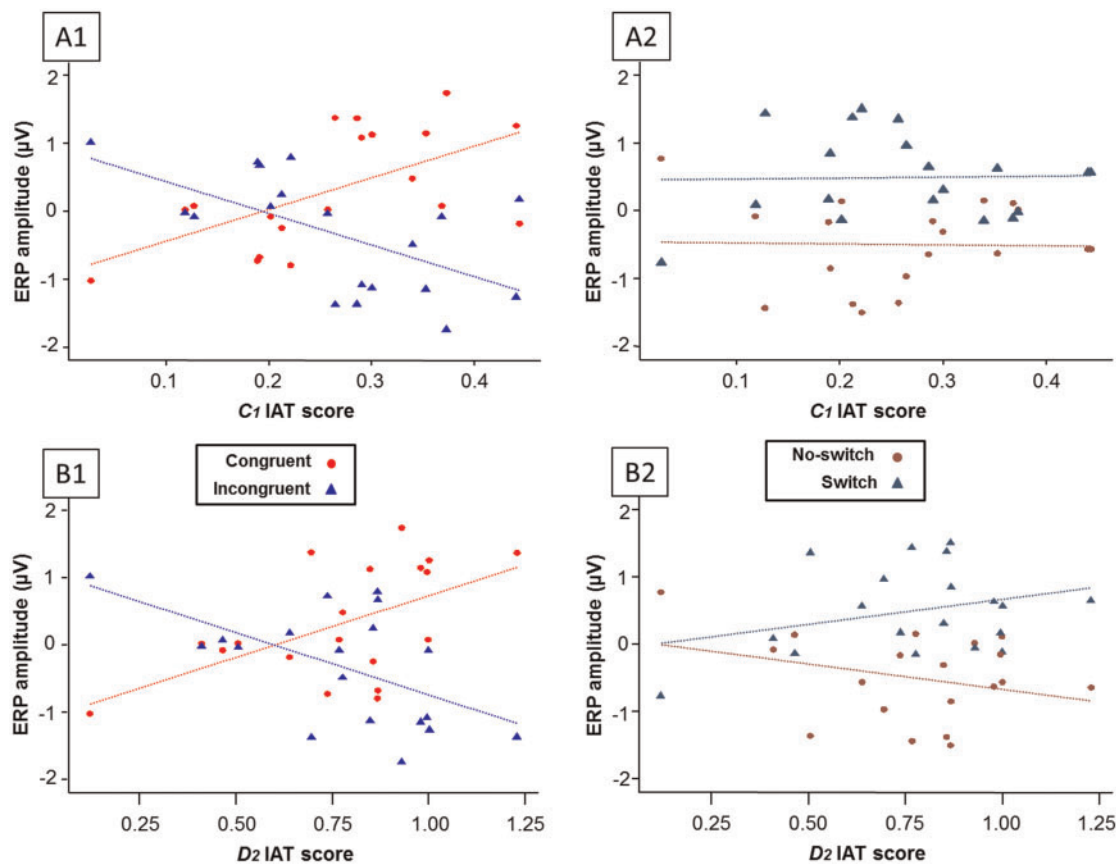 A1
ERP amplitude (µV)
2
1
0
-1
-2
0.1
0.2
0.3
0.4
C1 IAT score
A2
ERP amplitude (µV)
2
1
0
-1
-2
0.1
0.2
0.3
0.4
C1 IAT score
B1
Congruent
Incongruent
ERP amplitude (µV)
2
1
0
-1
-2
0.25
0.50
0.75
1.00
1.25
D2 IAT score
B2
No-switch
Switch
ERP amplitude (µV)
2
1
0
-1
-2
0.25
0.50
0.75
1.00
1.25
D2 IAT score